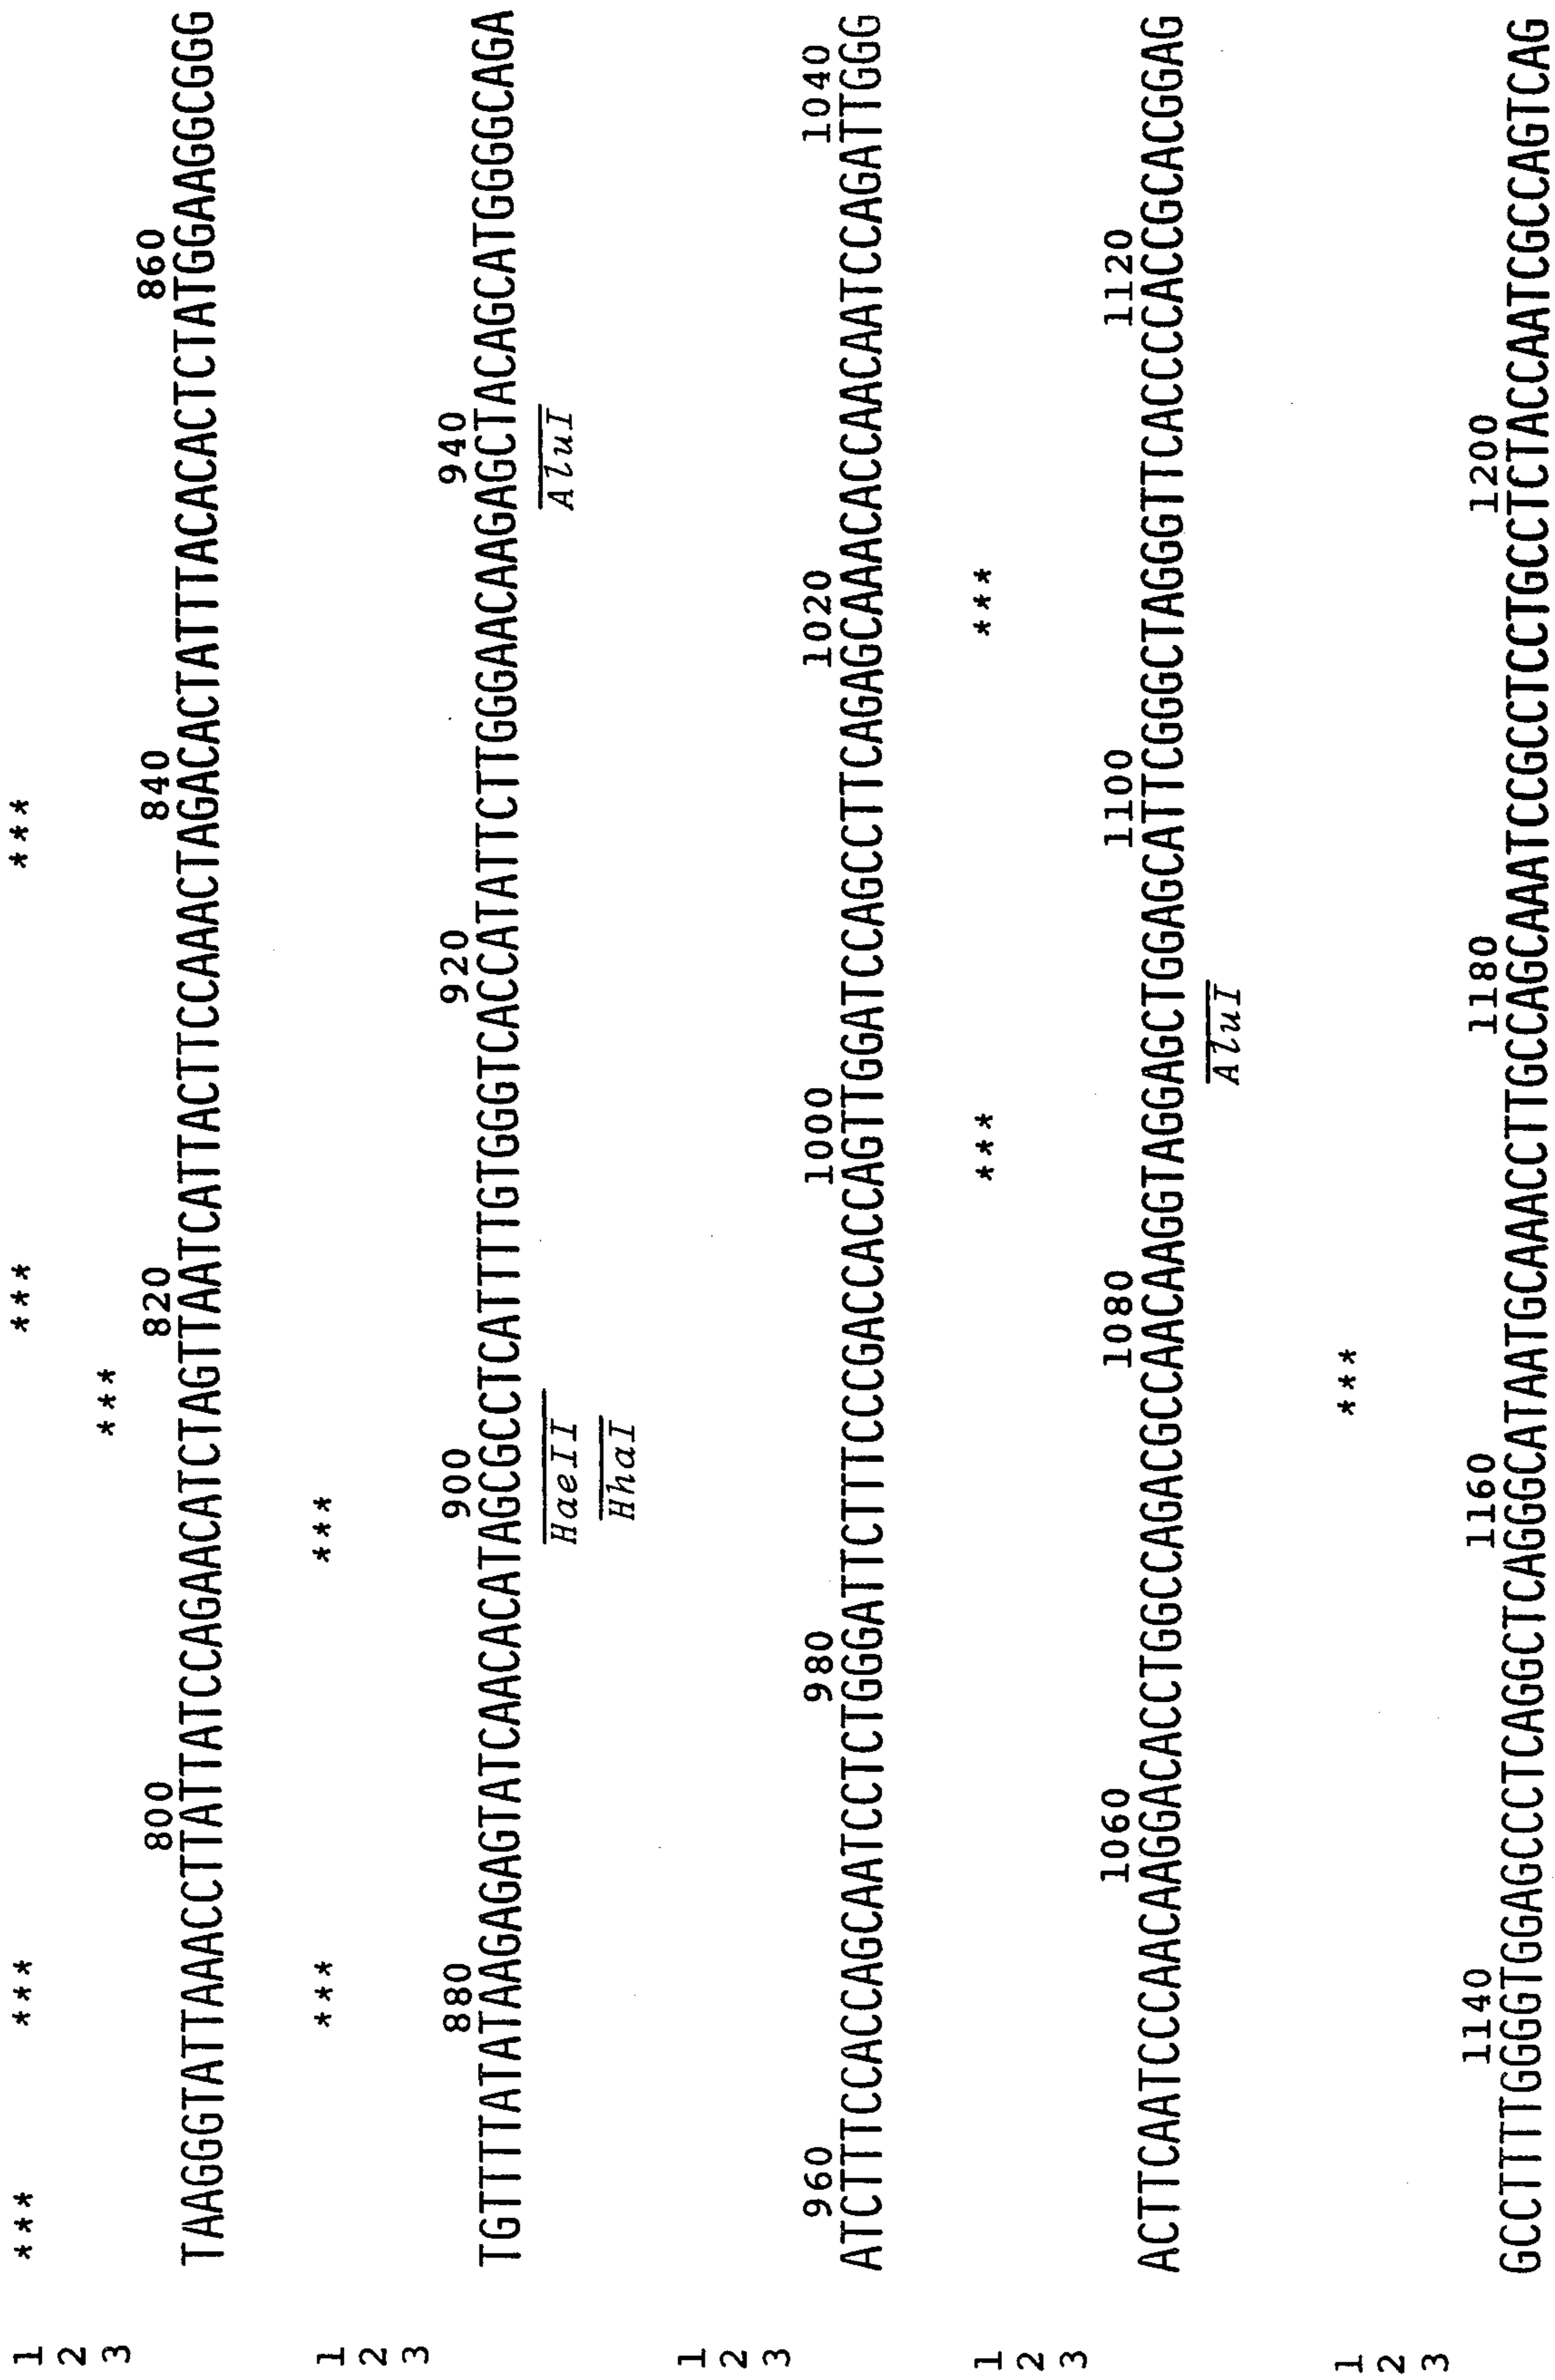 1 *** *** *** ***
2
3 ***
800 820 840 860
TAAGGGTATTAAACCTTATTATCCAGAACATCTAGTTAATCATTACTTCCAAACTAGACACTATTTACACACTCTATGGAAGGCGGG
1 *** ***
2
3
880 900 920 940
TGTTTATATAAGAGAGTATCAACACATAGCGCCTCATTTTGTGGGTCACCATATTCTTGGGAACAAGAGCTACAGCATGGGGCAGA
HaeII AluI
HhaI
1
2
3
960 980 1000 1020 1040
ATCTTTCCACCAGCAATCCTCTGGGATTCTTTCCCGACCACCAGTTGGATCCAGCCTTCAGAGCAAACACCAACAATCCAGATTGGG
1 *** ***
2
3
1060 1080 1100 1120
ACTTCAATCCCAACAAGGACACCTGGCCAGACGCCAACAAGGTAGGAGCTGGAGCATTCGGGCTAGGGTTCACCCCACCGCACGGAG
AluI
1 ***
2
3
1140 1160 1180 1200
GCCTTTTGGGGTGGAGCCCTCAGGCTCAGGGCATAATGCAAACCTTGCCAGCAAATCCGCCTCCTGCCTCTACCAATCGCCAGTCAG